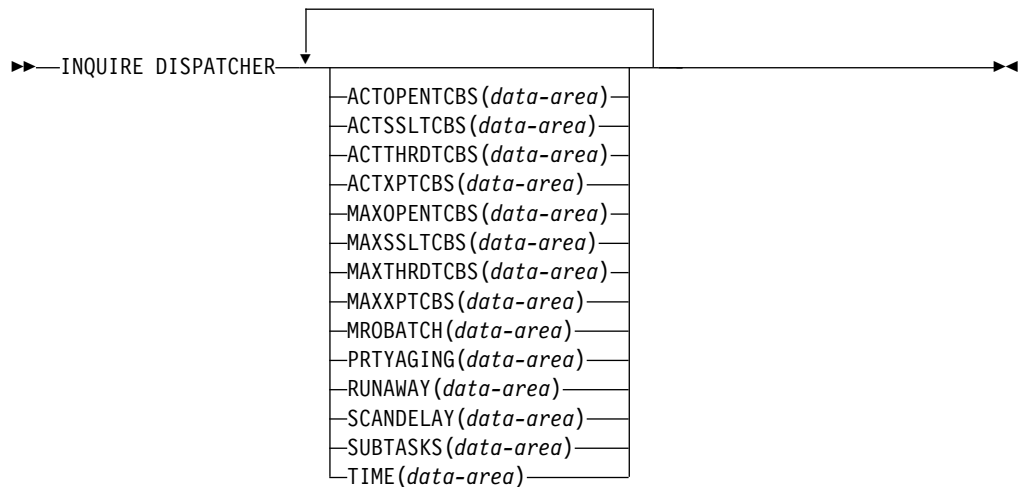 INQUIRE DISPATCHER
ACTOPENTCBS(data-area)
ACTSSLTCBS(data-area)
ACTTHRDTCBS(data-area)
ACTXPTCBS(data-area)
MAXOPENTCBS(data-area)
MAXSSLTCBS(data-area)
MAXTHRDTCBS(data-area)
MAXXPTCBS(data-area)
MROBATCH(data-area)
PRTYAGING(data-area)
RUNAWAY(data-area)
SCANDELAY(data-area)
SUBTASKS(data-area)
TIME(data-area)